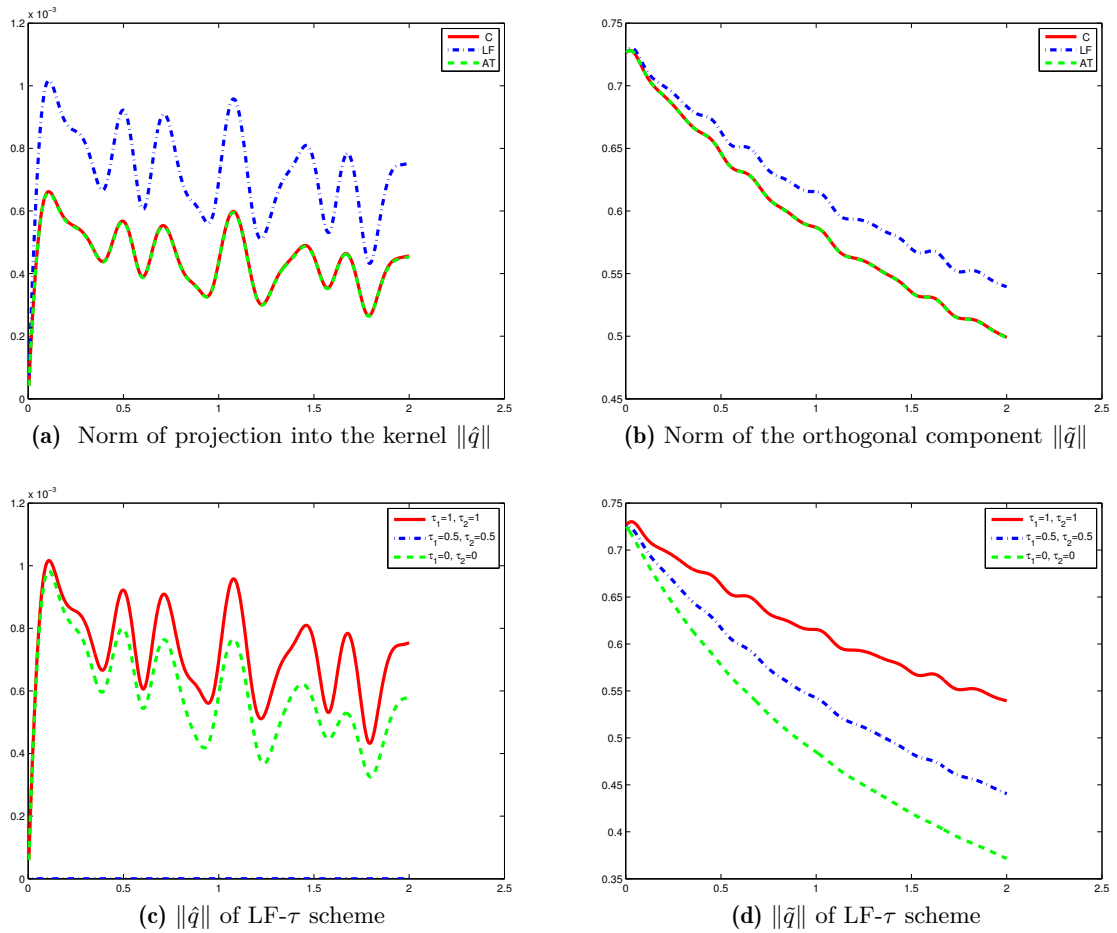 x 10⁻³
1.2
1
0.8
0.6
0.4
0.2
0
0 0.5 1 1.5 2 2.5
C
LF
AT
(a) Norm of projection into the kernel ‖q̂‖
0.75
0.7
0.65
0.6
0.55
0.5
0.45
0 0.5 1 1.5 2 2.5
C
LF
AT
(b) Norm of the orthogonal component ‖q̃‖
x 10⁻³
1.2
1
0.8
0.6
0.4
0.2
0
0 0.5 1 1.5 2 2.5
τ₁=1, τ₂=1
τ₁=0.5, τ₂=0.5
τ₁=0, τ₂=0
(c) ‖q̂‖ of LF-τ scheme
0.75
0.7
0.65
0.6
0.55
0.5
0.45
0.4
0.35
0 0.5 1 1.5 2 2.5
τ₁=1, τ₂=1
τ₁=0.5, τ₂=0.5
τ₁=0, τ₂=0
(d) ‖q̃‖ of LF-τ scheme